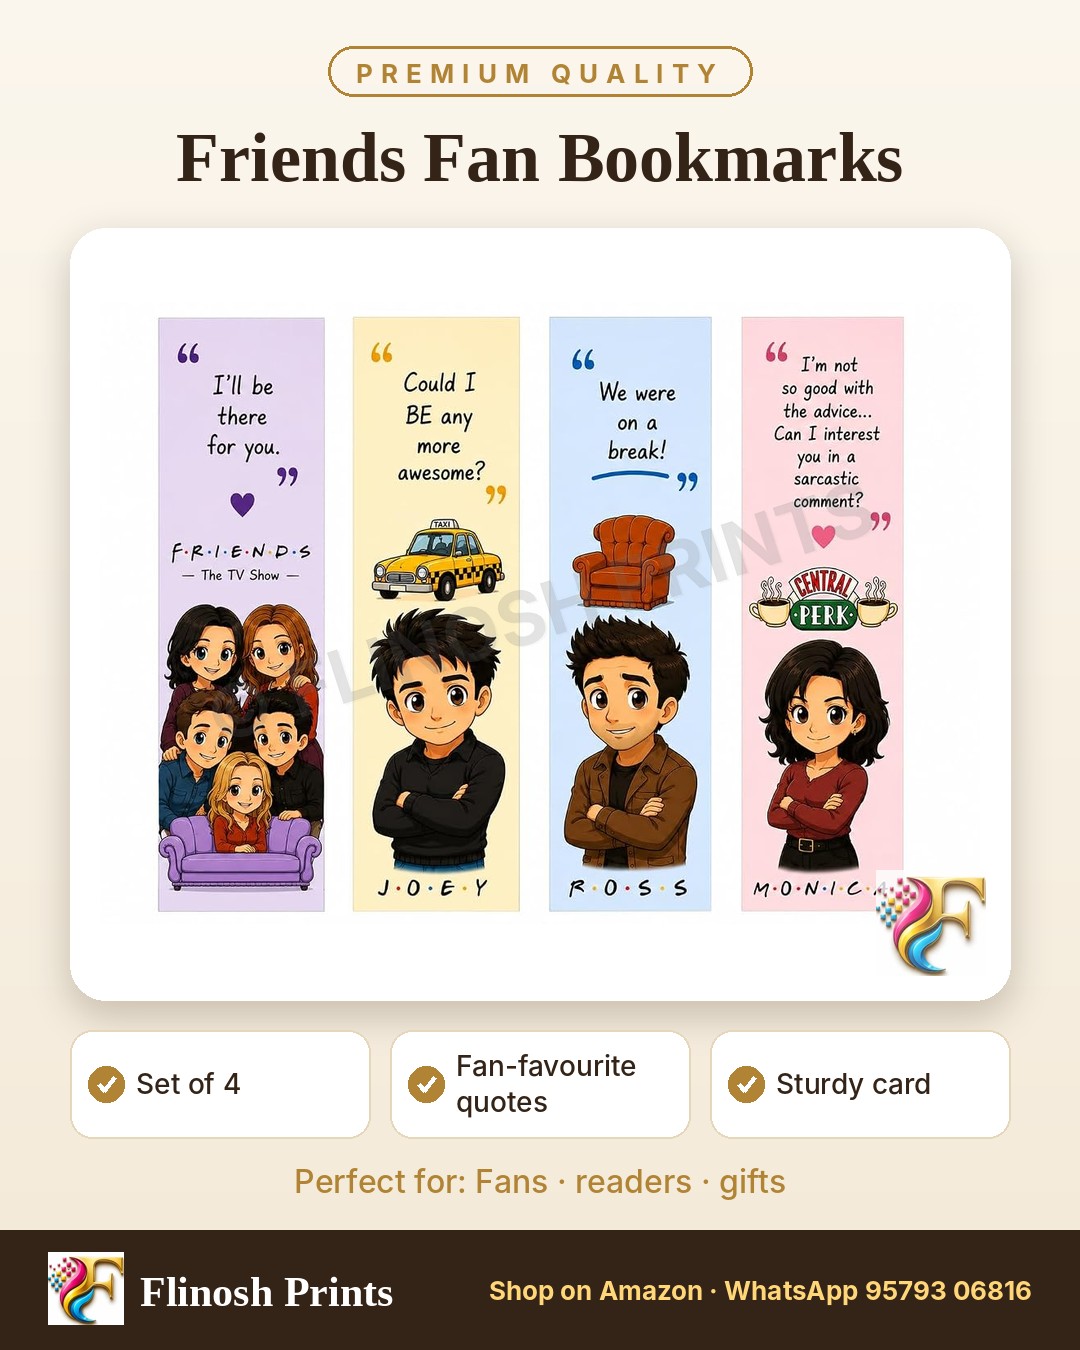 PREMIUM QUALITY
Friends Fan Bookmarks
“
I'll be
there
for you.
”
F·R·I·E·N·D·S
— The TV Show —
“
Could I
BE any
more
awesome?
”
TAXI
J·O·E·Y
“
We were
on a
break!
”
R·O·S·S
“
I'm not
so good with
the advice...
Can I interest
you in a
sarcastic
comment?
”
CENTRAL
PERK
M·O·N·I·C·A
FLINOSH PRINTS
F
Set of 4
Fan-favourite
quotes
Sturdy card
Perfect for: Fans · readers · gifts
F
Flinosh Prints
Shop on Amazon · WhatsApp 95793 06816